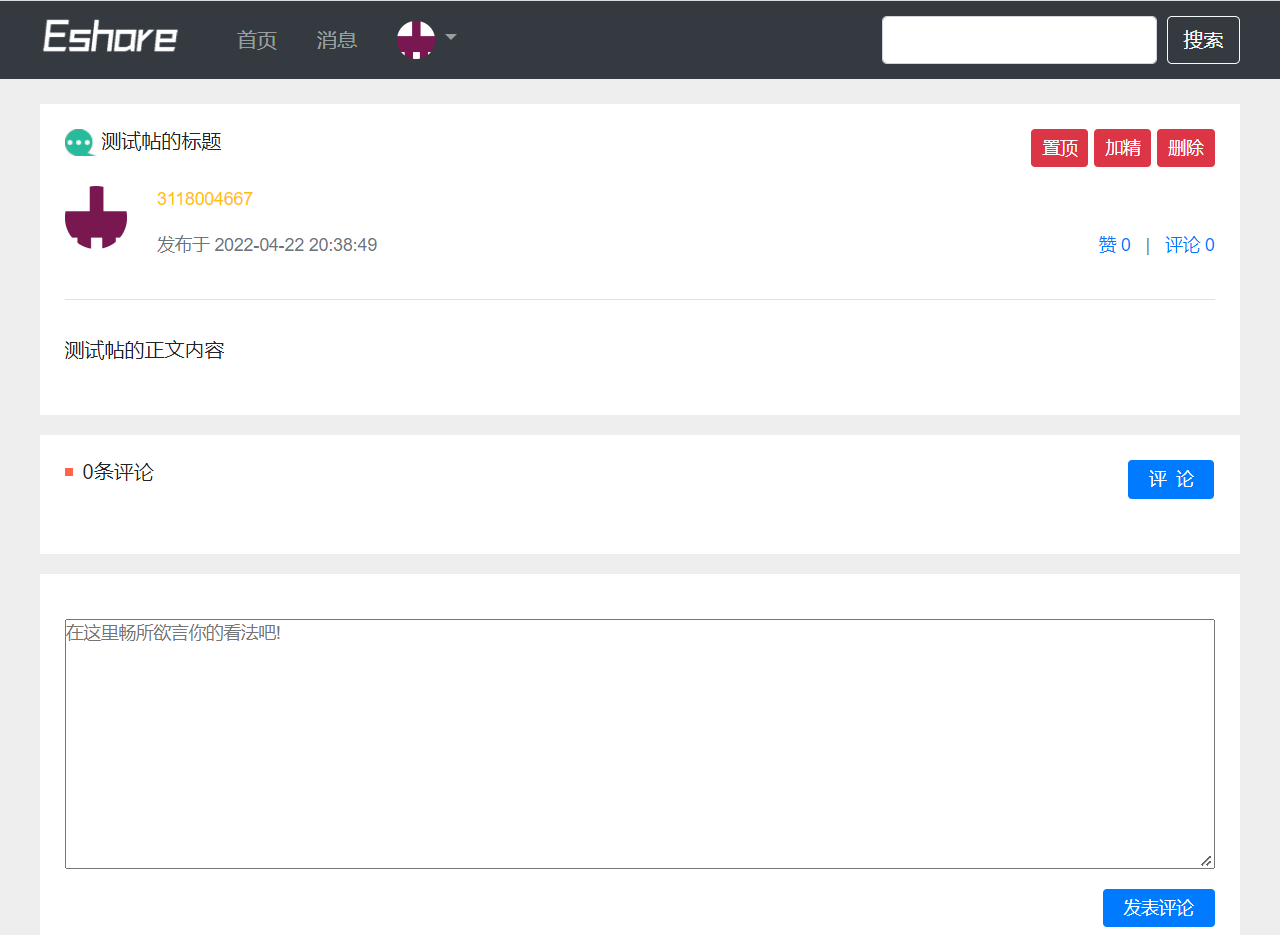 Eshare 首页 消息 搜索
测试帖的标题 置顶 加精 删除
3118004667
发布于 2022-04-22 20:38:49 赞 0 | 评论 0
测试帖的正文内容
0条评论 评 论
在这里畅所欲言你的看法吧!
发表评论